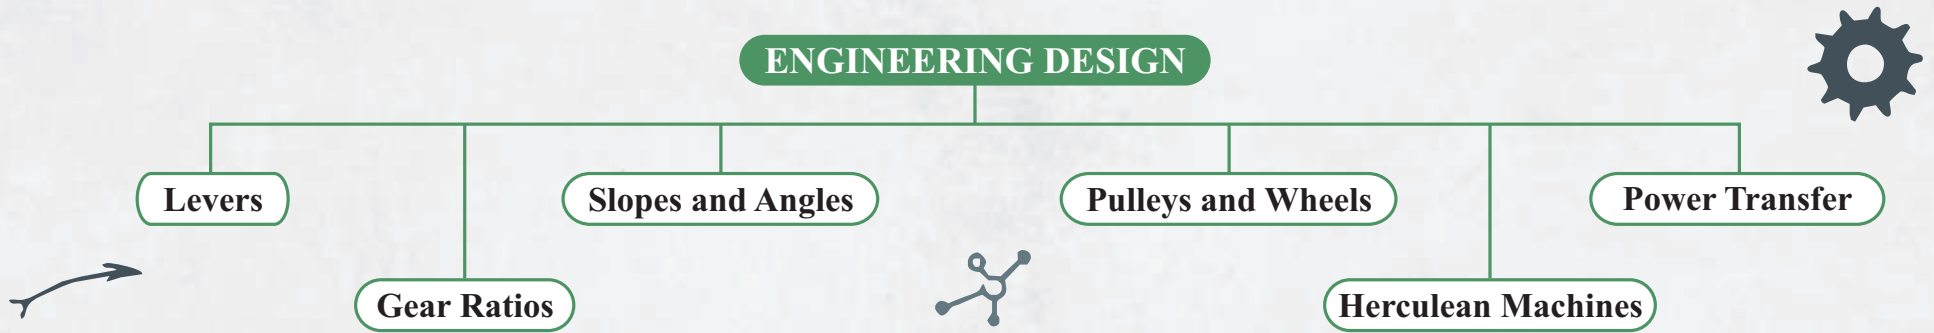 ENGINEERING DESIGN
Levers
Slopes and Angles
Pulleys and Wheels
Power Transfer
Gear Ratios
Herculean Machines